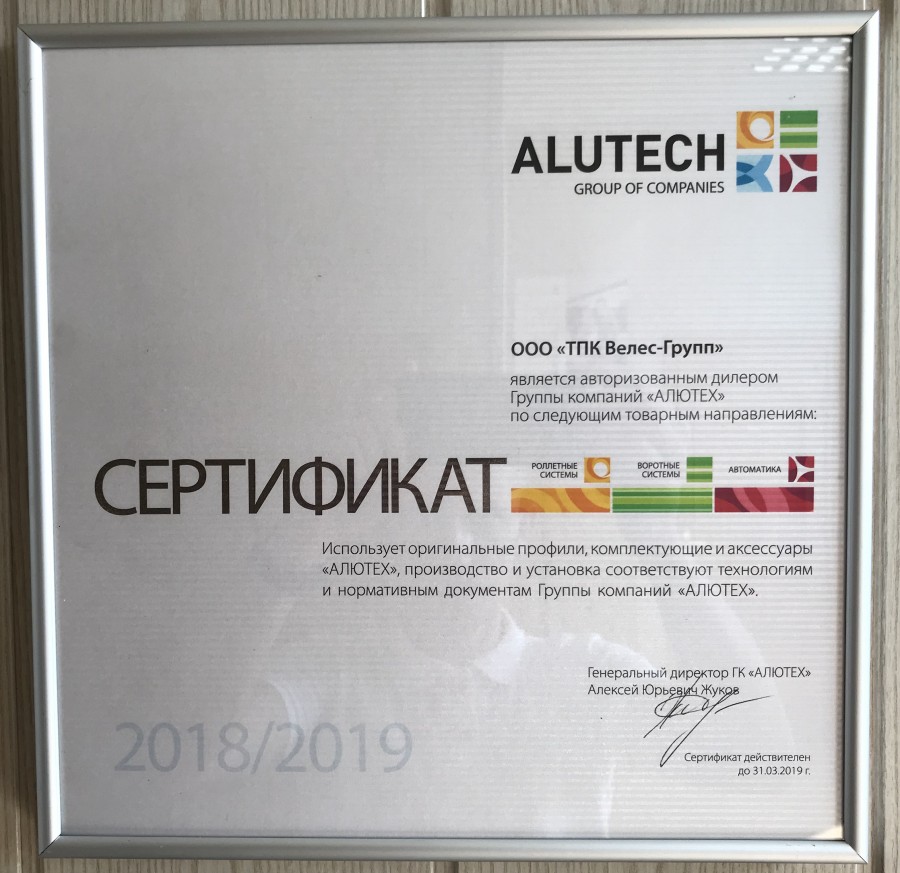 ALUTECH
GROUP OF COMPANIES
ООО «ТПК Велес-Групп»
является авторизованным дилером
Группы компаний «АЛЮТЕХ»
по следующим товарным направлениям:
СЕРТИФИКАТ
РОЛЛЕТНЫЕ
СИСТЕМЫ
ВОРОТНЫЕ
СИСТЕМЫ
АВТОМАТИКА
Использует оригинальные профили, комплектующие и аксессуары
«АЛЮТЕХ», производство и установка соответствуют технологиям
и нормативным документам Группы компаний «АЛЮТЕХ».
Генеральный директор ГК «АЛЮТЕХ»
Алексей Юрьевич Жуков
2018/2019
Сертификат действителен
до 31.03.2019 г.